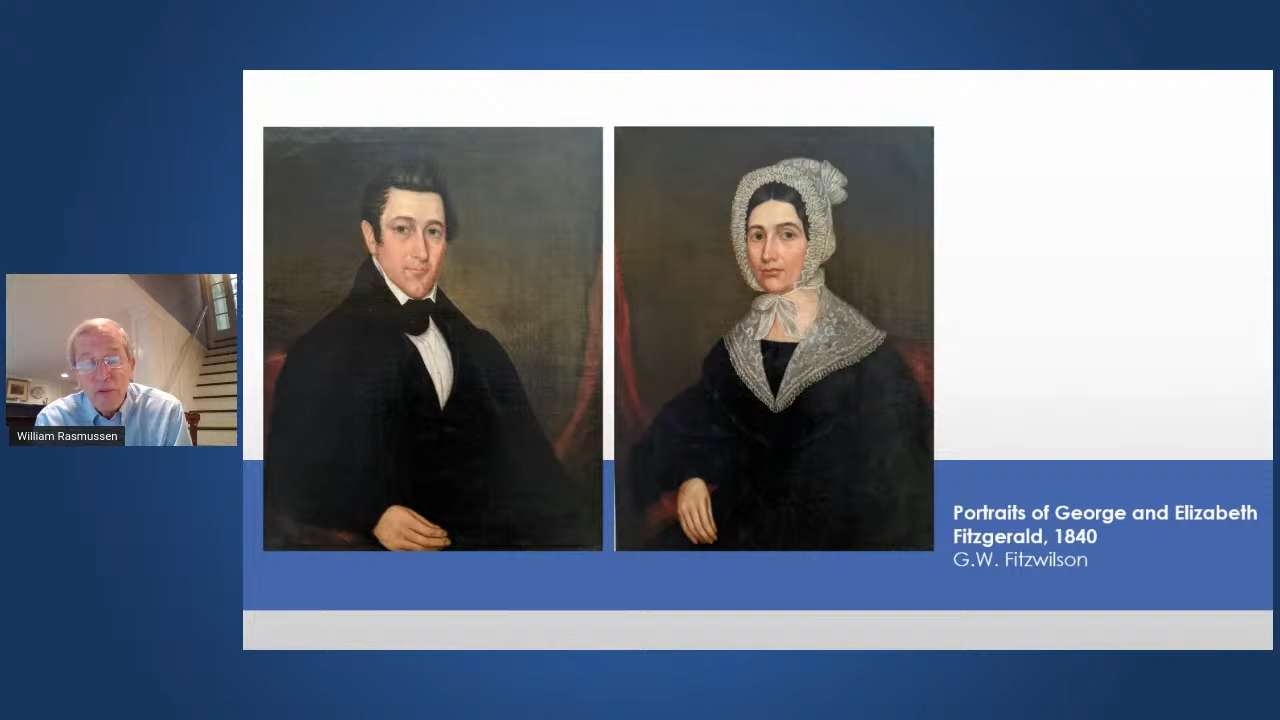 William Rasmussen
Portraits of George and Elizabeth
Fitzgerald, 1840
G.W. Fitzwilson